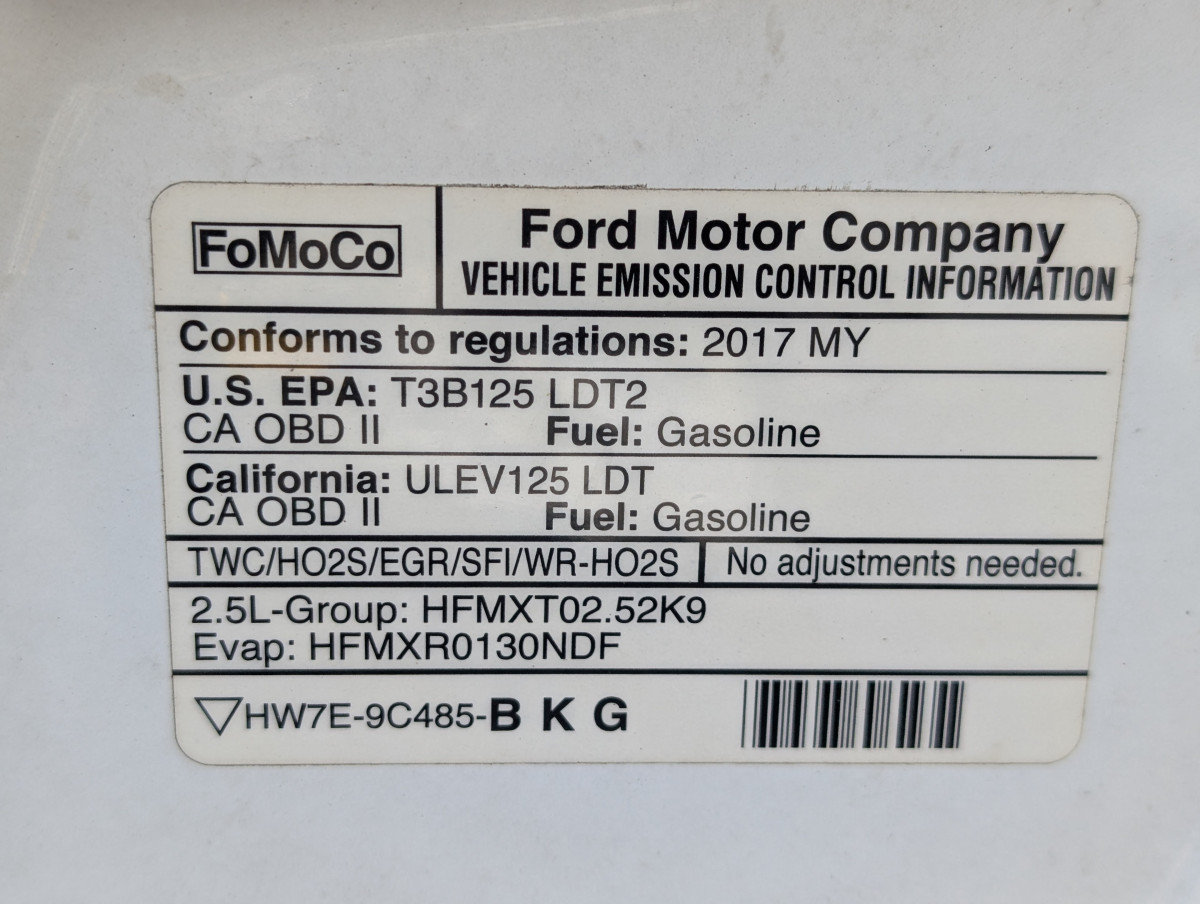 FoMoCo
Ford Motor Company
VEHICLE EMISSION CONTROL INFORMATION
Conforms to regulations: 2017 MY
U.S. EPA: T3B125 LDT2
CA OBD II Fuel: Gasoline
California: ULEV125 LDT
CA OBD II Fuel: Gasoline
TWC/HO2S/EGR/SFI/WR-HO2S No adjustments needed.
2.5L-Group: HFMXT02.52K9
Evap: HFMXR0130NDF
HW7E-9C485-B K G